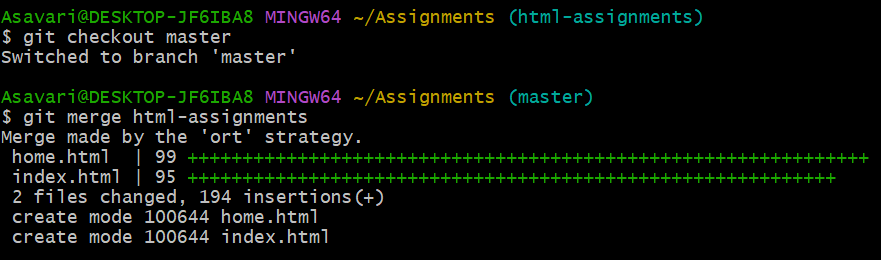 Asavari@DESKTOP-JF6IBA8 MINGW64 ~/Assignments (html-assignments)
$ git checkout master
Switched to branch 'master'

Asavari@DESKTOP-JF6IBA8 MINGW64 ~/Assignments (master)
$ git merge html-assignments
Merge made by the 'ort' strategy.
 home.html  | 99 +++++++++++++++++++++++++++++++++++++++++++++++++++++++++++++++
 index.html | 95 ++++++++++++++++++++++++++++++++++++++++++++++++++++++++++++
 2 files changed, 194 insertions(+)
 create mode 100644 home.html
 create mode 100644 index.html